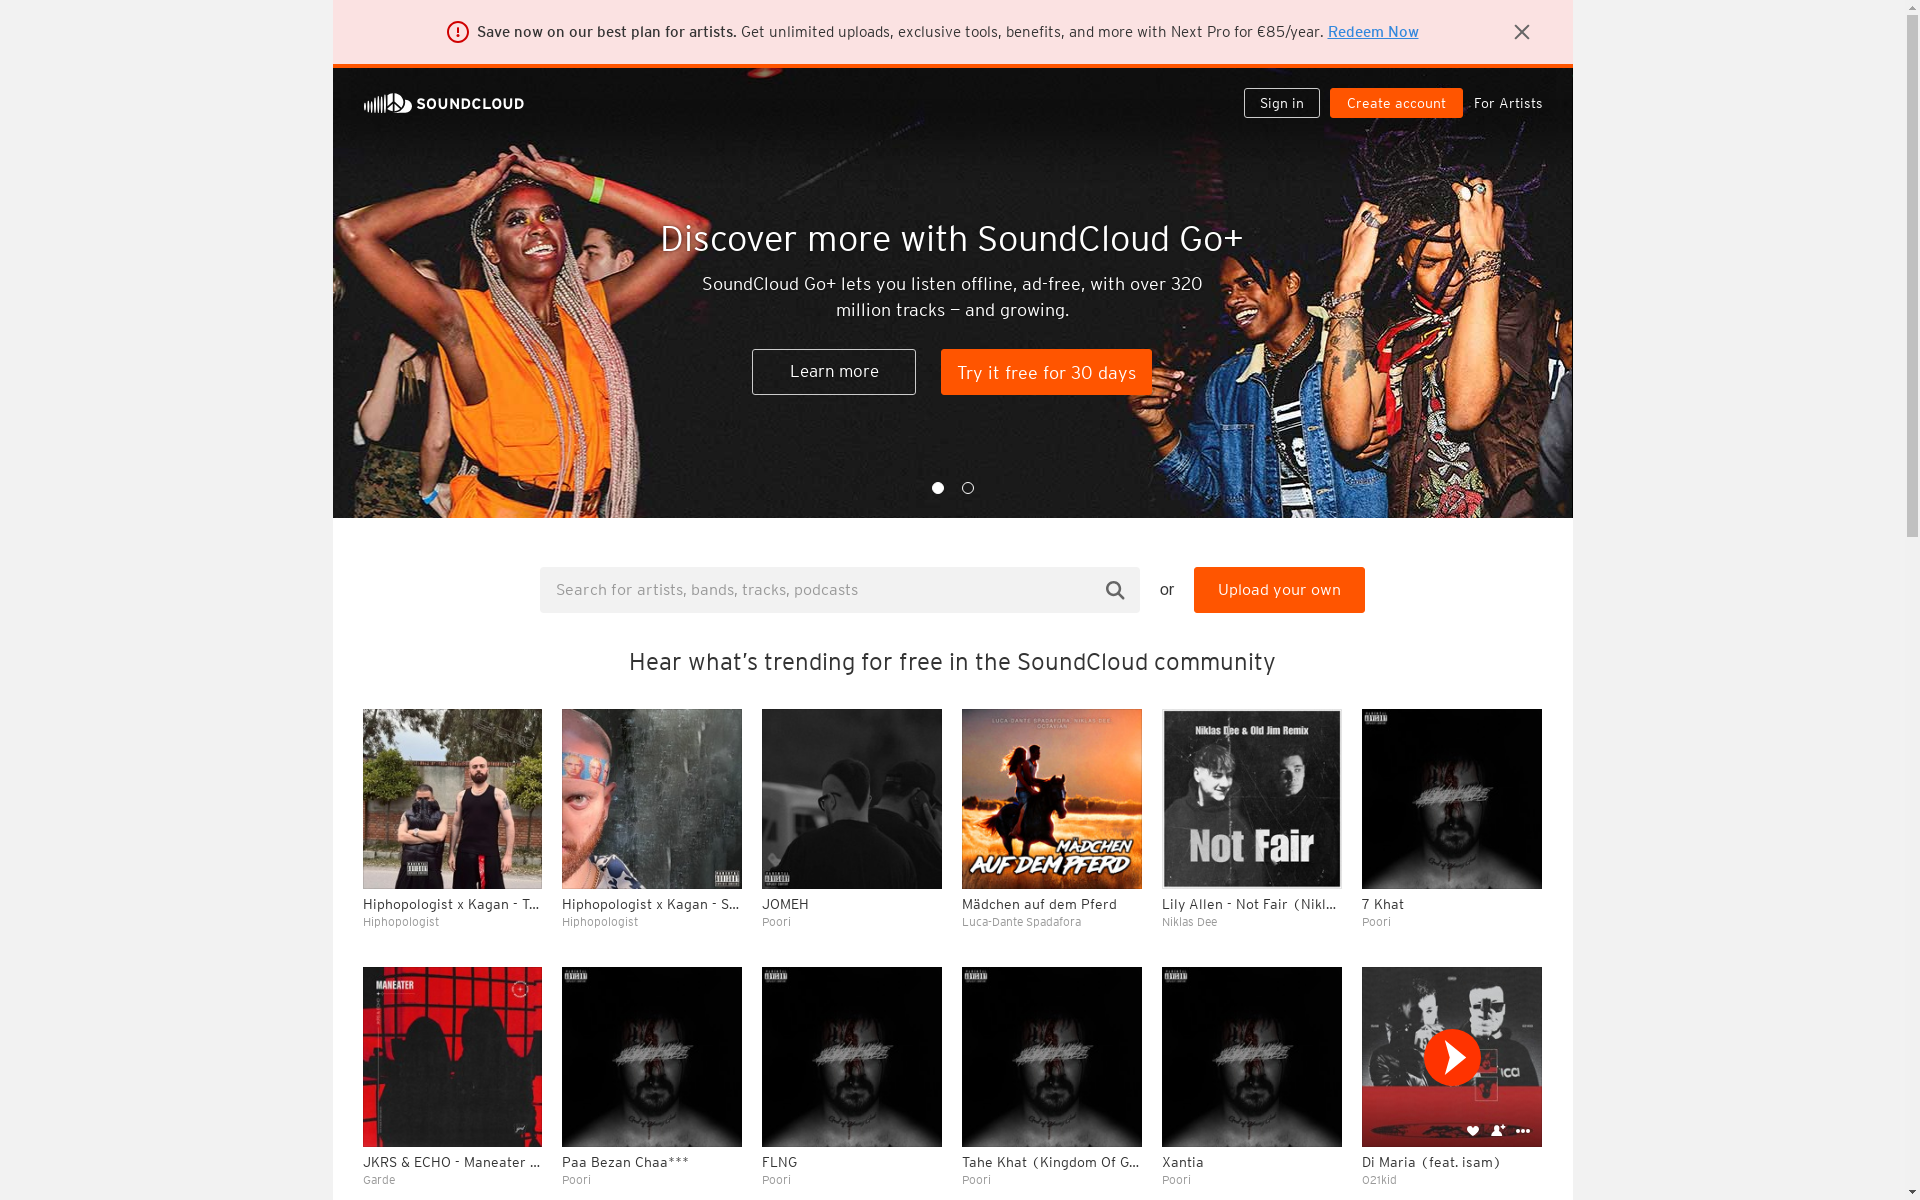 Save now on our best plan for artists. Get unlimited uploads, exclusive tools, benefits, and more with Next Pro for €85/year. Redeem Now
SOUNDCLOUD
Sign in
Create account
For Artists
Discover more with SoundCloud Go+
SoundCloud Go+ lets you listen offline, ad-free, with over 320
million tracks – and growing.
Learn more
Try it free for 30 days
Search for artists, bands, tracks, podcasts
or
Upload your own
Hear what’s trending for free in the SoundCloud community
LUCA-DANTE SPADAFORA, NIKLAS DEE,
OCTAVIAN
MÄDCHEN
AUF DEM PFERD
Niklas Dee & Old Jim Remix
Not Fair
Hiphopologist x Kagan - T...
Hiphopologist
Hiphopologist x Kagan - S...
Hiphopologist
JOMEH
Poori
Mädchen auf dem Pferd
Luca-Dante Spadafora
Lily Allen - Not Fair (Nikl...
Niklas Dee
7 Khat
Poori
MANEATER
JKRS & ECHO - Maneater ...
Garde
Paa Bezan Chaa***
Poori
FLNG
Poori
Tahe Khat (Kingdom Of G...
Poori
Xantia
Poori
Di Maria (feat. isam)
021kid